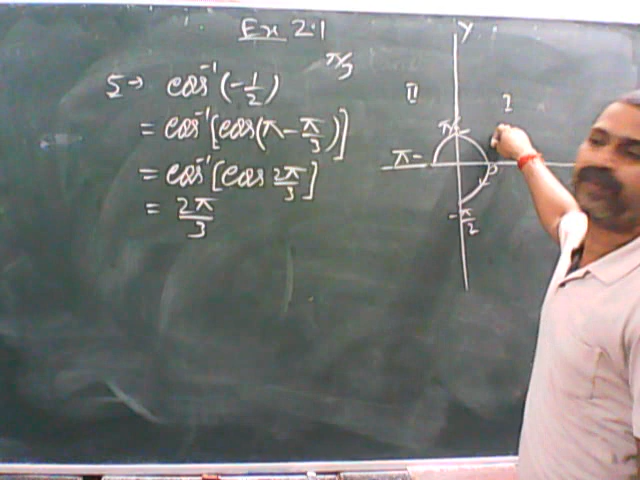 Ex 2.1
π/3
5→ cos⁻¹(-1/2)
= cos⁻¹[cos(π - π/3)]
= cos⁻¹[cos 2π/3]
= 2π/3
y
II
I
π/2
π
-π/2